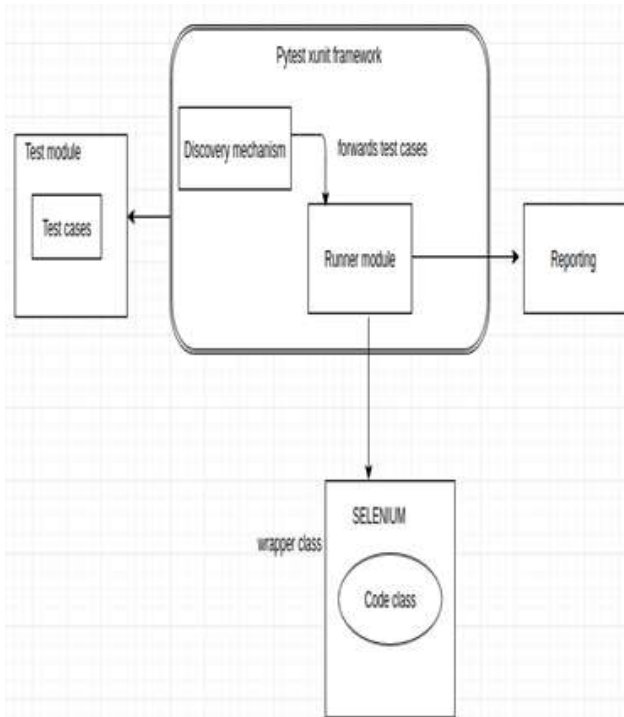 Pytest xunit framework
Discovery mechanism
forwards test cases
Test module
Test cases
Runner module
Reporting
SELENIUM
wrapper class
Code class